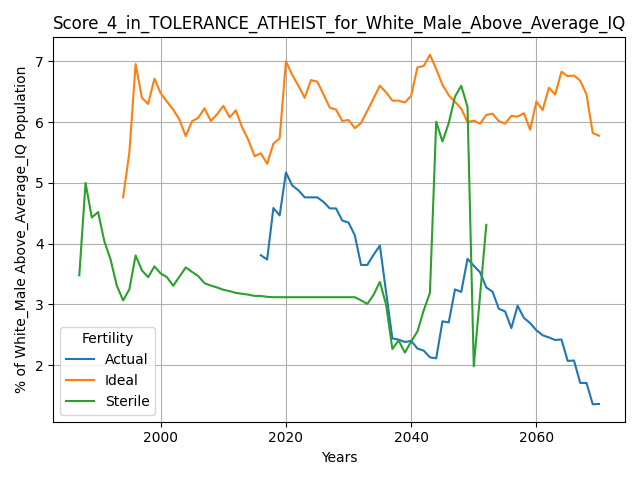 Score_4_in_TOLERANCE_ATHEIST_for_White_Male_Above_Average_IQ
% of White_Male Above_Average_IQ Population
7
6
5
4
3
2
Fertility
Actual
Ideal
Sterile
2000
2020
2040
2060
Years